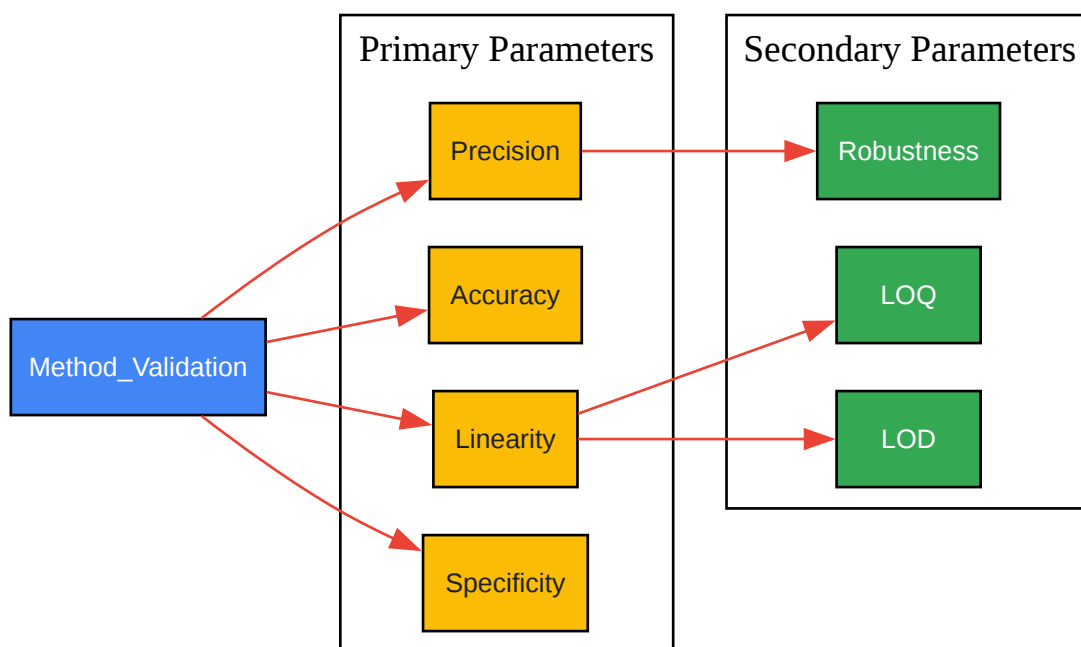 Primary Parameters
Secondary Parameters
Precision
Robustness
Accuracy
LOQ
Method_Validation
Linearity
LOD
Specificity